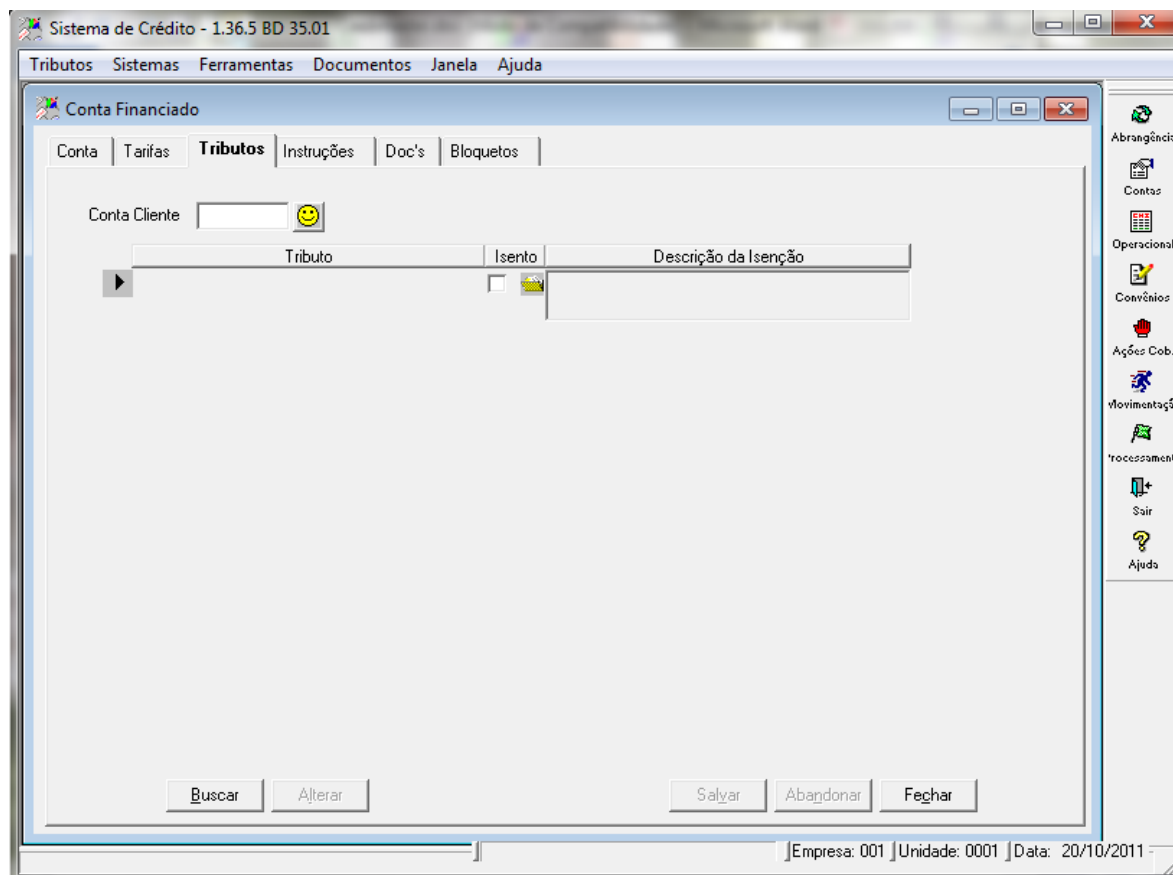 Sistema de Crédito - 1.36.5 BD 35.01
Tributos Sistemas Ferramentas Documentos Janela Ajuda
Conta Financiado
Conta Tarifas Tributos Instruções Doc's Bloquetos
Conta Cliente
Tributo Isento Descrição da Isenção
Buscar Alterar Salvar Abandonar Fechar
Abrangência
Contas
Operacional
Convênios
Ações Cob.
Movimentaçã
rocessament
Sair
Ajuda
Empresa: 001 Unidade: 0001 Data: 20/10/2011